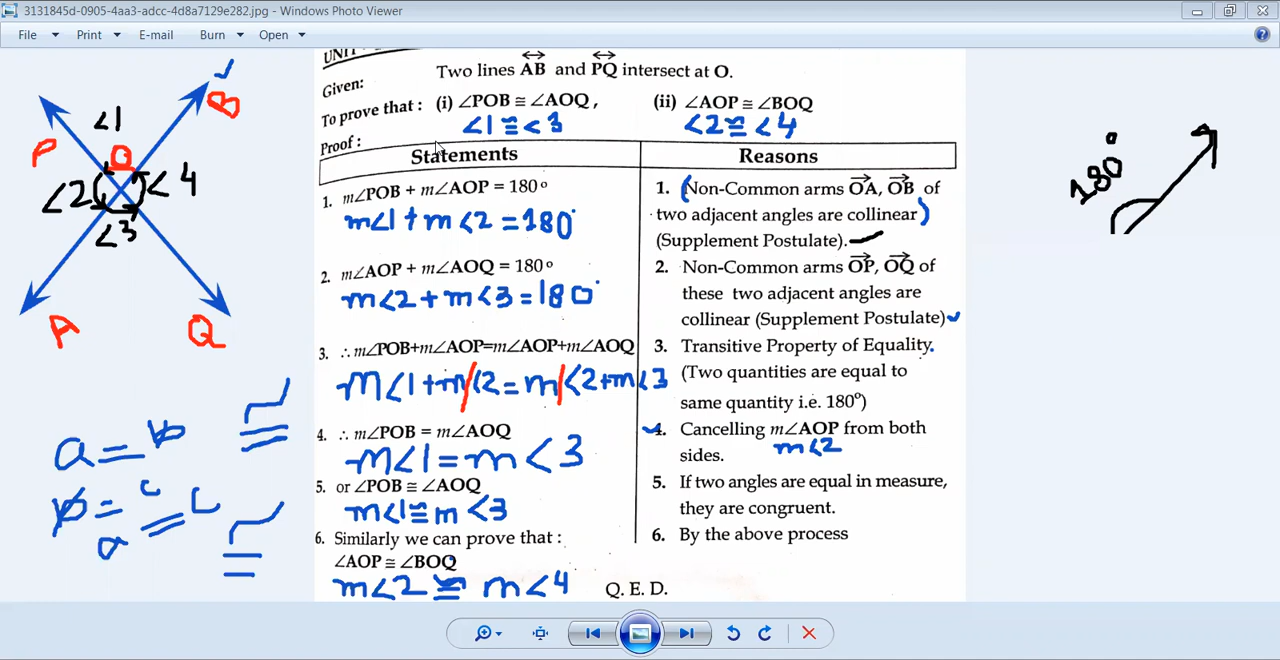 3131845d-0905-4aa3-adcc-4d8a7129e282.jpg - Windows Photo Viewer
File Print E-mail Burn Open
UNIT
Given: Two lines AB and PQ intersect at O.
To prove that : (i) ∠POB ≅ ∠AOQ , (ii) ∠AOP ≅ ∠BOQ
<1 ≅ <3 <2 ≅ <4
Proof :
Statements Reasons
1. m∠POB + m∠AOP = 180°
m<1 + m<2 = 180°
1. (Non-Common arms OA, OB of
two adjacent angles are collinear)
(Supplement Postulate).
2. m∠AOP + m∠AOQ = 180°
m<2 + m<3 = 180°
2. Non-Common arms OP, OQ of
these two adjacent angles are
collinear (Supplement Postulate)
3. ∴ m∠POB+m∠AOP=m∠AOP+m∠AOQ
m<1 + m<2 = m<2 + m<3
3. Transitive Property of Equality.
(Two quantities are equal to
same quantity i.e. 180°)
4. ∴ m∠POB = m∠AOQ
m<1 = m<3
4. Cancelling m∠AOP from both
sides. m<2
5. or ∠POB ≅ ∠AOQ
m<1 ≅ m<3
5. If two angles are equal in measure,
they are congruent.
6. Similarly we can prove that :
∠AOP ≅ ∠BOQ
m<2 ≅ m<4
6. By the above process
Q. E. D.
<1
B
P
O
<2
<4
<3
A
Q
a = b
b = c
a = c
180°